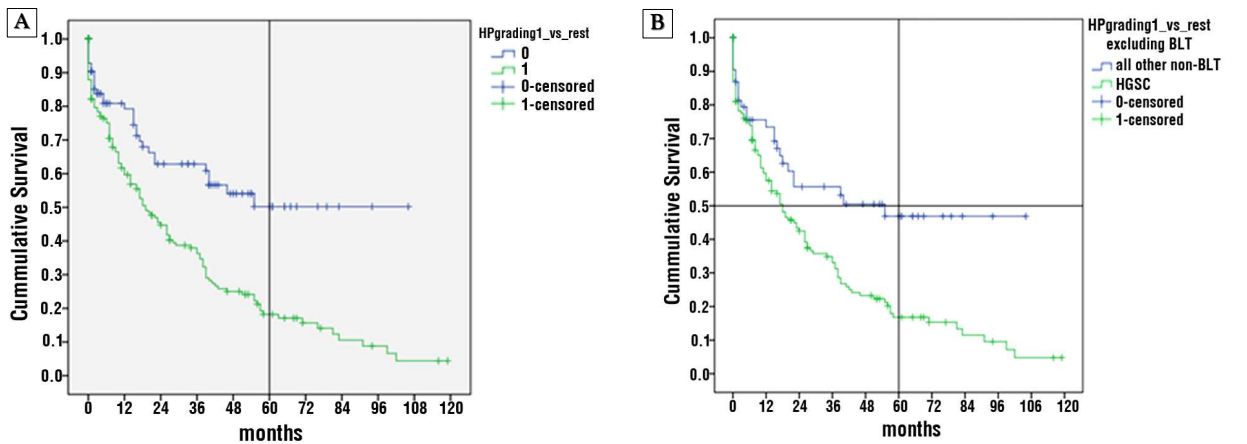 A
HPgrading1_vs_rest
0
1
0-censored
1-censored
Cummulative Survival
1.0
0.9
0.8
0.7
0.6
0.5
0.4
0.3
0.2
0.1
0.0
0 12 24 36 48 60 72 84 96 108 120
months
B
HPgrading1_vs_rest
excluding BLT
all other non-BLT
HGSC
0-censored
1-censored
Cummulative Survival
1.0
0.9
0.8
0.7
0.6
0.5
0.4
0.3
0.2
0.1
0.0
0 12 24 36 48 60 72 84 96 108 120
months